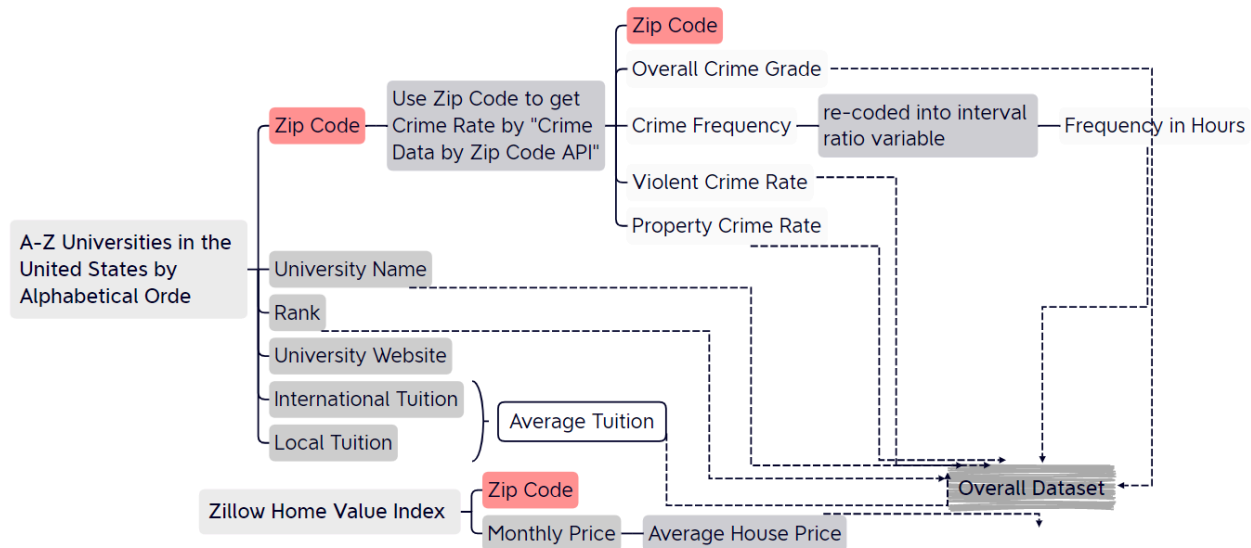 Zip Code
Overall Crime Grade
Use Zip Code to get
Crime Rate by "Crime
Data by Zip Code API"
Zip Code
Crime Frequency
re-coded into interval
ratio variable
Frequency in Hours
Violent Crime Rate
Property Crime Rate
A-Z Universities in the
United States by
Alphabetical Orde
University Name
Rank
University Website
International Tuition
Local Tuition
Average Tuition
Overall Dataset
Zillow Home Value Index
Zip Code
Monthly Price
Average House Price